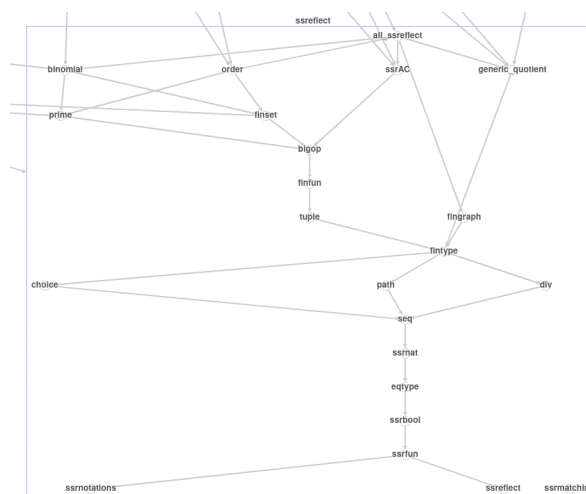 ssreflect
all_ssreflect
binomial order ssrAC generic_quotient
prime finset
bigop
finfun
tuple fingraph
fintype
choice path div
seq
ssrnat
eqtype
ssrbool
ssrfun
ssrnotations ssreflect ssrmatchin